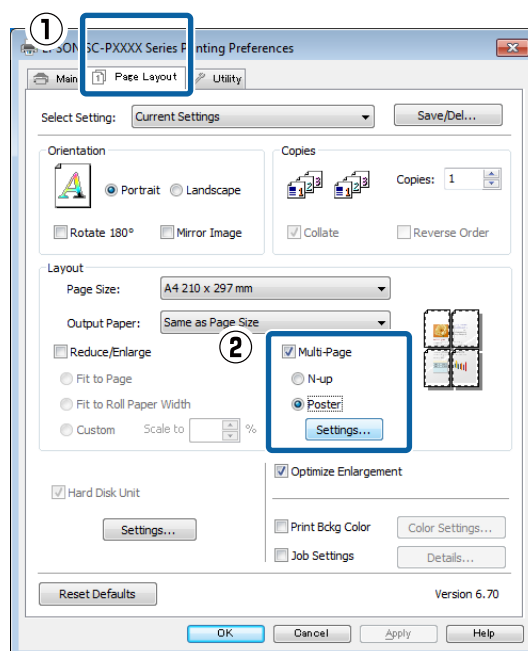 1
EPSON SC-PXXXX Series Printing Preferences
Main
Page Layout
Utility
Select Setting:
Current Settings
Save/Del...
Orientation
Portrait
Landscape
Rotate 180°
Mirror Image
Copies
Copies: 1
Collate
Reverse Order
Layout
Page Size:
A4 210 x 297 mm
Output Paper:
Same as Page Size
2
Reduce/Enlarge
Fit to Page
Fit to Roll Paper Width
Custom
Scale to
%
Multi-Page
N-up
Poster
Settings...
Hard Disk Unit
Settings...
Optimize Enlargement
Print Bckg Color
Color Settings...
Job Settings
Details...
Reset Defaults
Version 6.70
OK
Cancel
Apply
Help